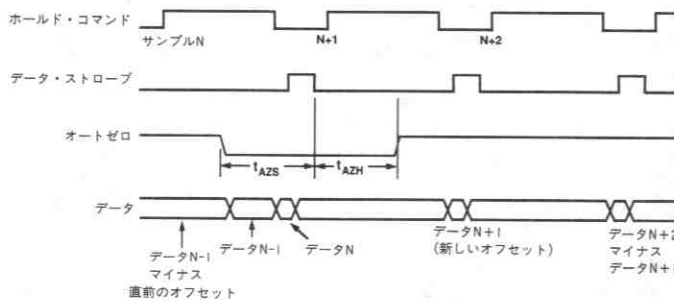 ホールド・コマンド
サンプルN
N+1
N+2
データ・ストローブ
オートゼロ
tAZS
tAZH
データ
データN-1
マイナス
直前のオフセット
データN-1
データN
データN+1
(新しいオフセット)
データN+2
マイナス
データN+1